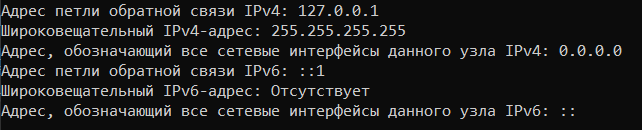 Адрес петли обратной связи IPv4: 127.0.0.1
Широковещательный IPv4-адрес: 255.255.255.255
Адрес, обозначающий все сетевые интерфейсы данного узла IPv4: 0.0.0.0
Адрес петли обратной связи IPv6: ::1
Широковещательный IPv6-адрес: Отсутствует
Адрес, обозначающий все сетевые интерфейсы данного узла IPv6: ::